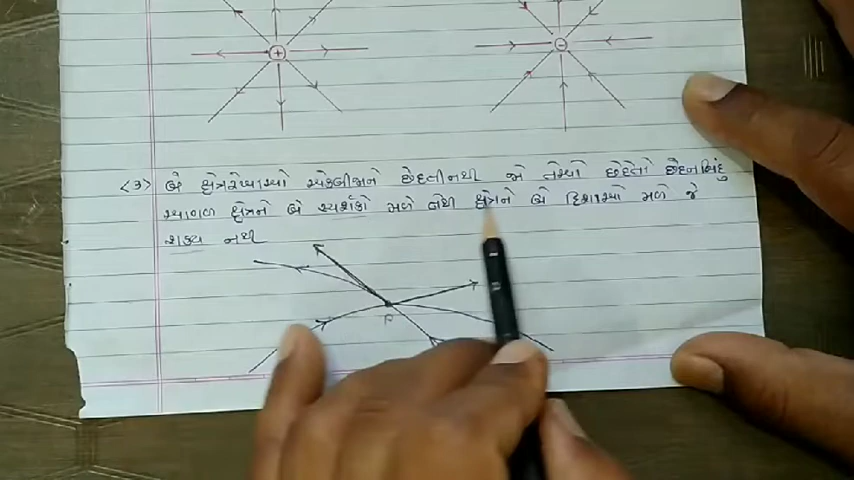 +
−
<3> બે ક્ષેત્રરેખાઓ એકબીજાને છેદતી નથી જો તેઓ છેદે તો છેદનબિંદુ
આગળ ક્ષેત્રને બે સ્પર્શકો મળે તેથી ક્ષેત્રને બે દિશાઓ મળે જે
શક્ય નથી
P